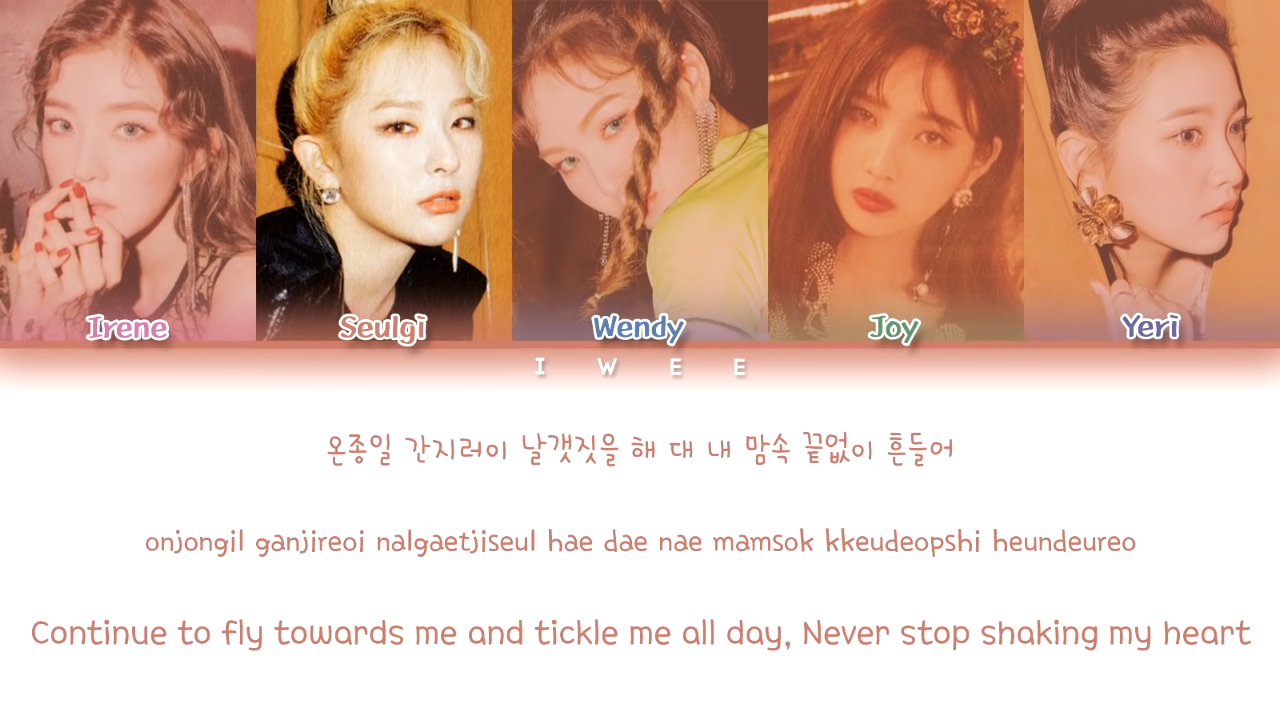 Irene Seulgi Wendy Joy Yeri
I W E E
온종일 간지러이 날갯짓을 해 대 내 맘속 끝없이 흔들어
onjongil ganjireoi nalgaetjiseul hae dae nae mamsok kkeudeopshi heundeureo
Continue to fly towards me and tickle me all day, Never stop shaking my heart